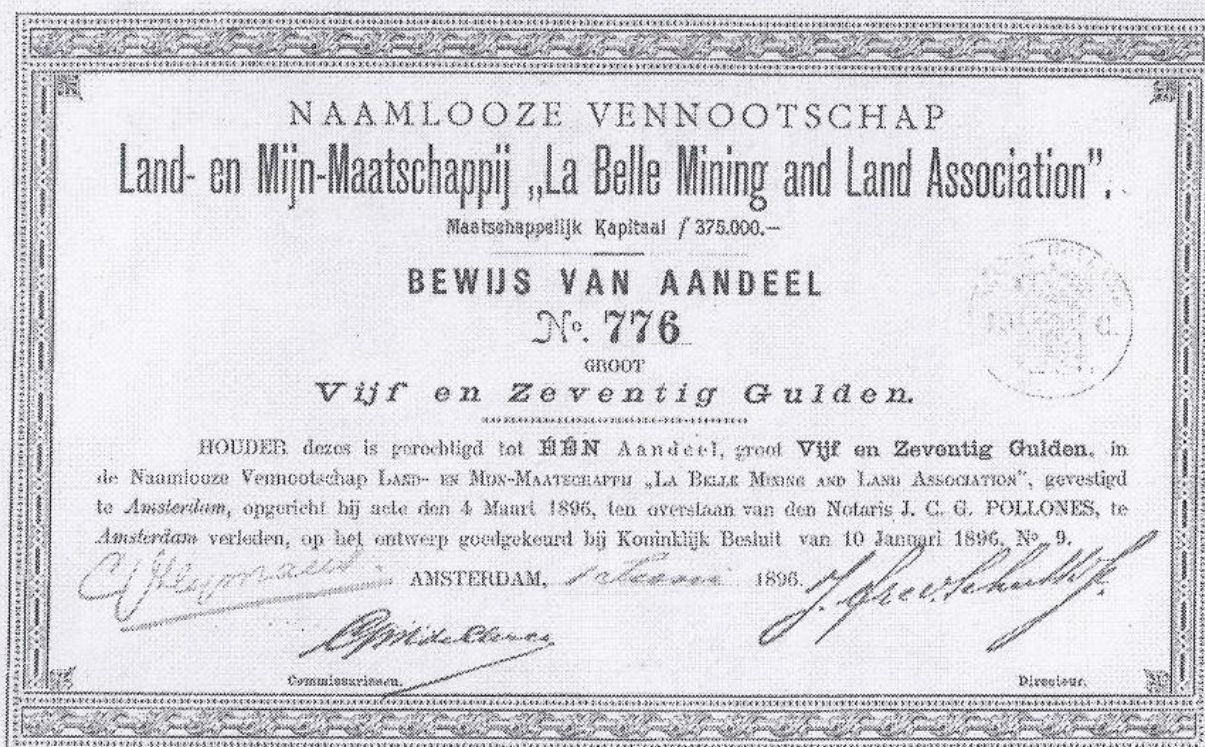 NAAMLOOZE VENNOOTSCHAP
Land- en Mijn-Maatschappij „La Belle Mining and Land Association”.
Maatschappelijk Kapitaal ƒ 375.000.—
BEWIJS VAN AANDEEL
No. 776
GROOT
Vijf en Zeventig Gulden.
HOUDER dezes is gerechtigd tot ÉÉN Aandeel, groot Vijf en Zeventig Gulden, in
de Naamlooze Vennootschap LAND- EN MIJN-MAATSCHAPPIJ „LA BELLE MINING AND LAND ASSOCIATION”, gevestigd
te Amsterdam, opgericht bij acte den 4 Maart 1896, ten overstaan van den Notaris J. C. G. POLLONES, te
Amsterdam verleden, op het ontwerp goedgekeurd bij Koninklijk Besluit van 10 Januari 1896, No 9.
AMSTERDAM, 1896.
Commissarissen.
Directeur.